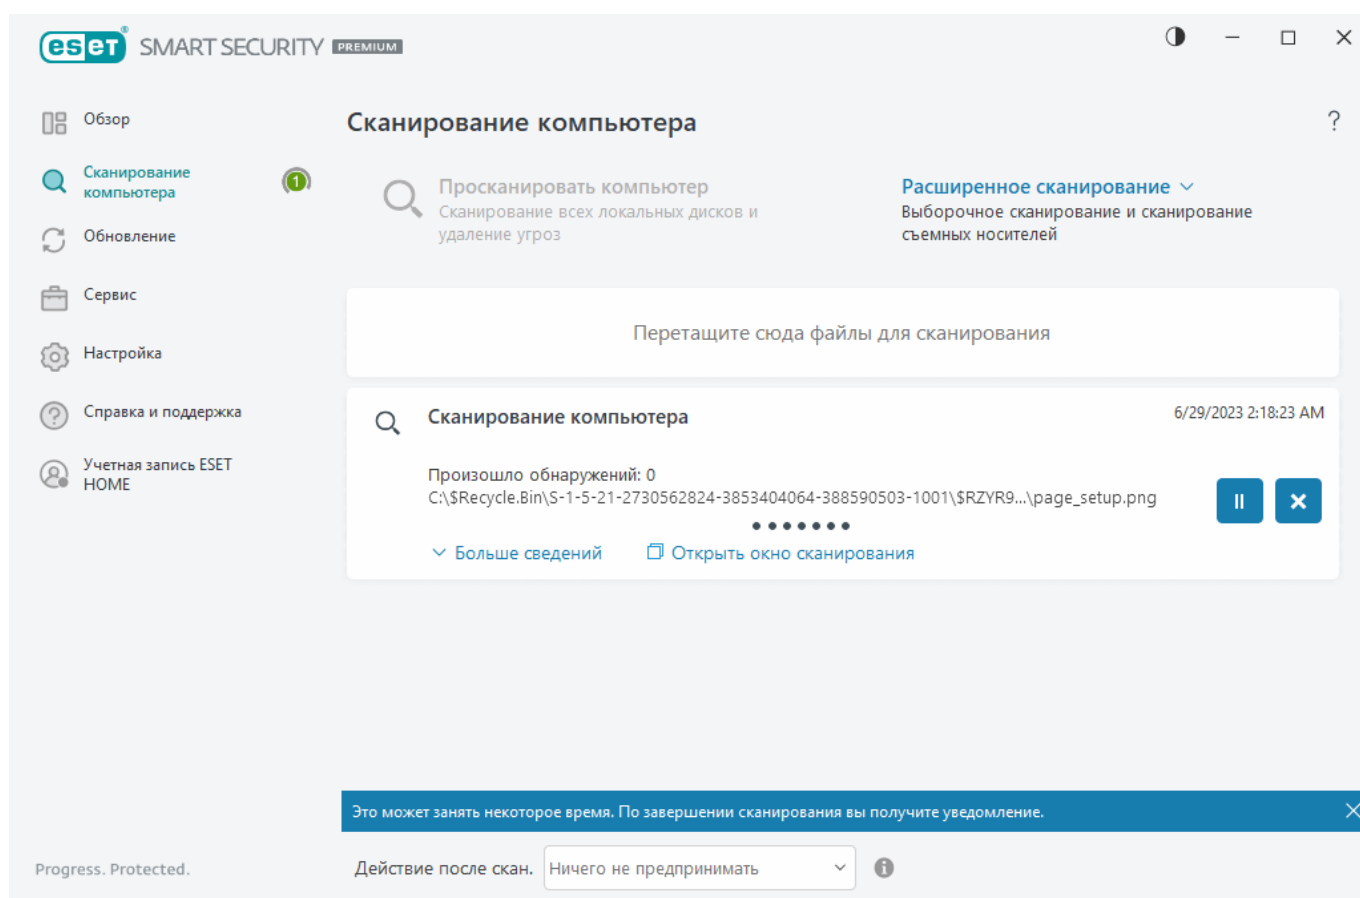 eset® SMART SECURITY PREMIUM
Обзор
Сканирование
компьютера
1
Обновление
Сервис
Настройка
Справка и поддержка
Учетная запись ESET
HOME
Progress. Protected.
Сканирование компьютера
?
Просканировать компьютер
Сканирование всех локальных дисков и
удаление угроз
Расширенное сканирование
Выборочное сканирование и сканирование
съемных носителей
Перетащите сюда файлы для сканирования
Сканирование компьютера
6/29/2023 2:18:23 AM
Произошло обнаружений: 0
C:\$Recycle.Bin\S-1-5-21-2730562824-3853404064-388590503-1001\$RZYR9...\page_setup.png
Больше сведений
Открыть окно сканирования
Это может занять некоторое время. По завершении сканирования вы получите уведомление.
Действие после скан. Ничего не предпринимать